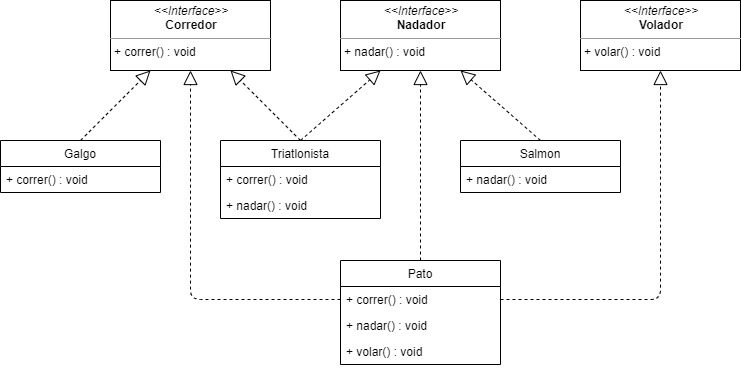 <<Interface>>
Corredor
+ correr() : void
<<Interface>>
Nadador
+ nadar() : void
<<Interface>>
Volador
+ volar() : void
Galgo
+ correr() : void
Triatlonista
+ correr() : void
+ nadar() : void
Salmon
+ nadar() : void
Pato
+ correr() : void
+ nadar() : void
+ volar() : void